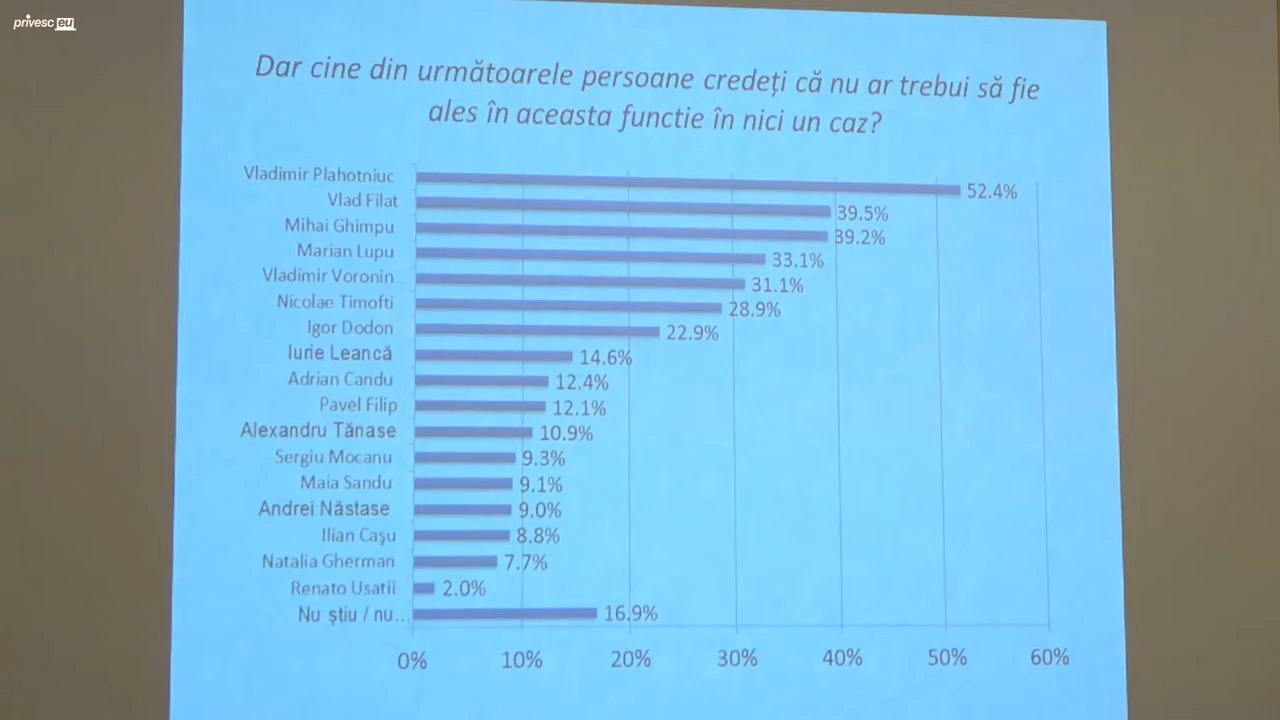 privesc eu
Dar cine din următoarele persoane credeți că nu ar trebui să fie
ales în aceasta functie în nici un caz?
Vladimir Plahotniuc 52.4%
Vlad Filat 39.5%
Mihai Ghimpu 39.2%
Marian Lupu 33.1%
Vladimir Voronin 31.1%
Nicolae Timofti 28.9%
Igor Dodon 22.9%
Iurie Leancă 14.6%
Adrian Candu 12.4%
Pavel Filip 12.1%
Alexandru Tănase 10.9%
Sergiu Mocanu 9.3%
Maia Sandu 9.1%
Andrei Năstase 9.0%
Ilian Cașu 8.8%
Natalia Gherman 7.7%
Renato Usatii 2.0%
Nu știu / nu... 16.9%
0% 10% 20% 30% 40% 50% 60%